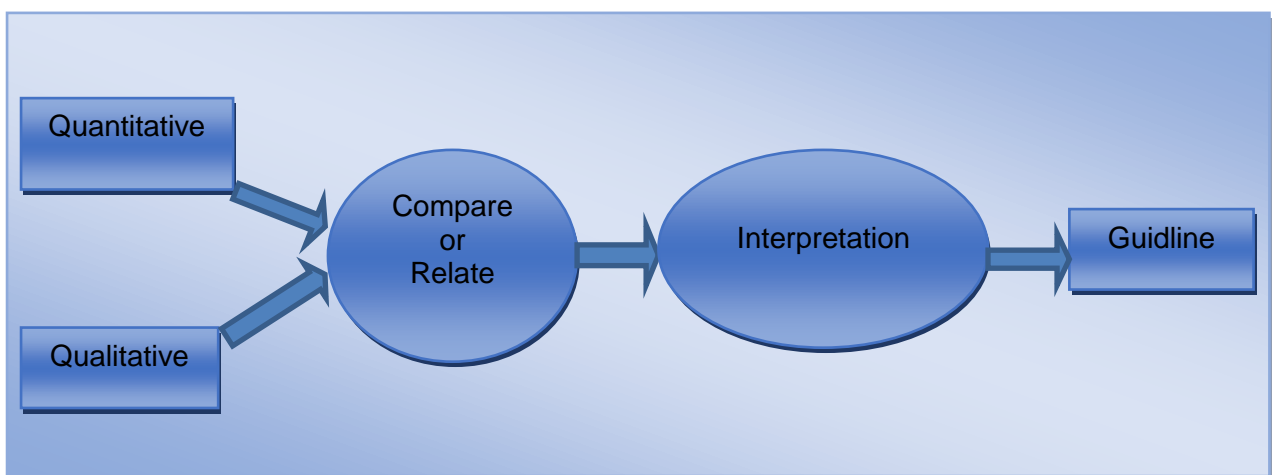 Quantitative
Qualitative
Compare
or
Relate
Interpretation
Guidline